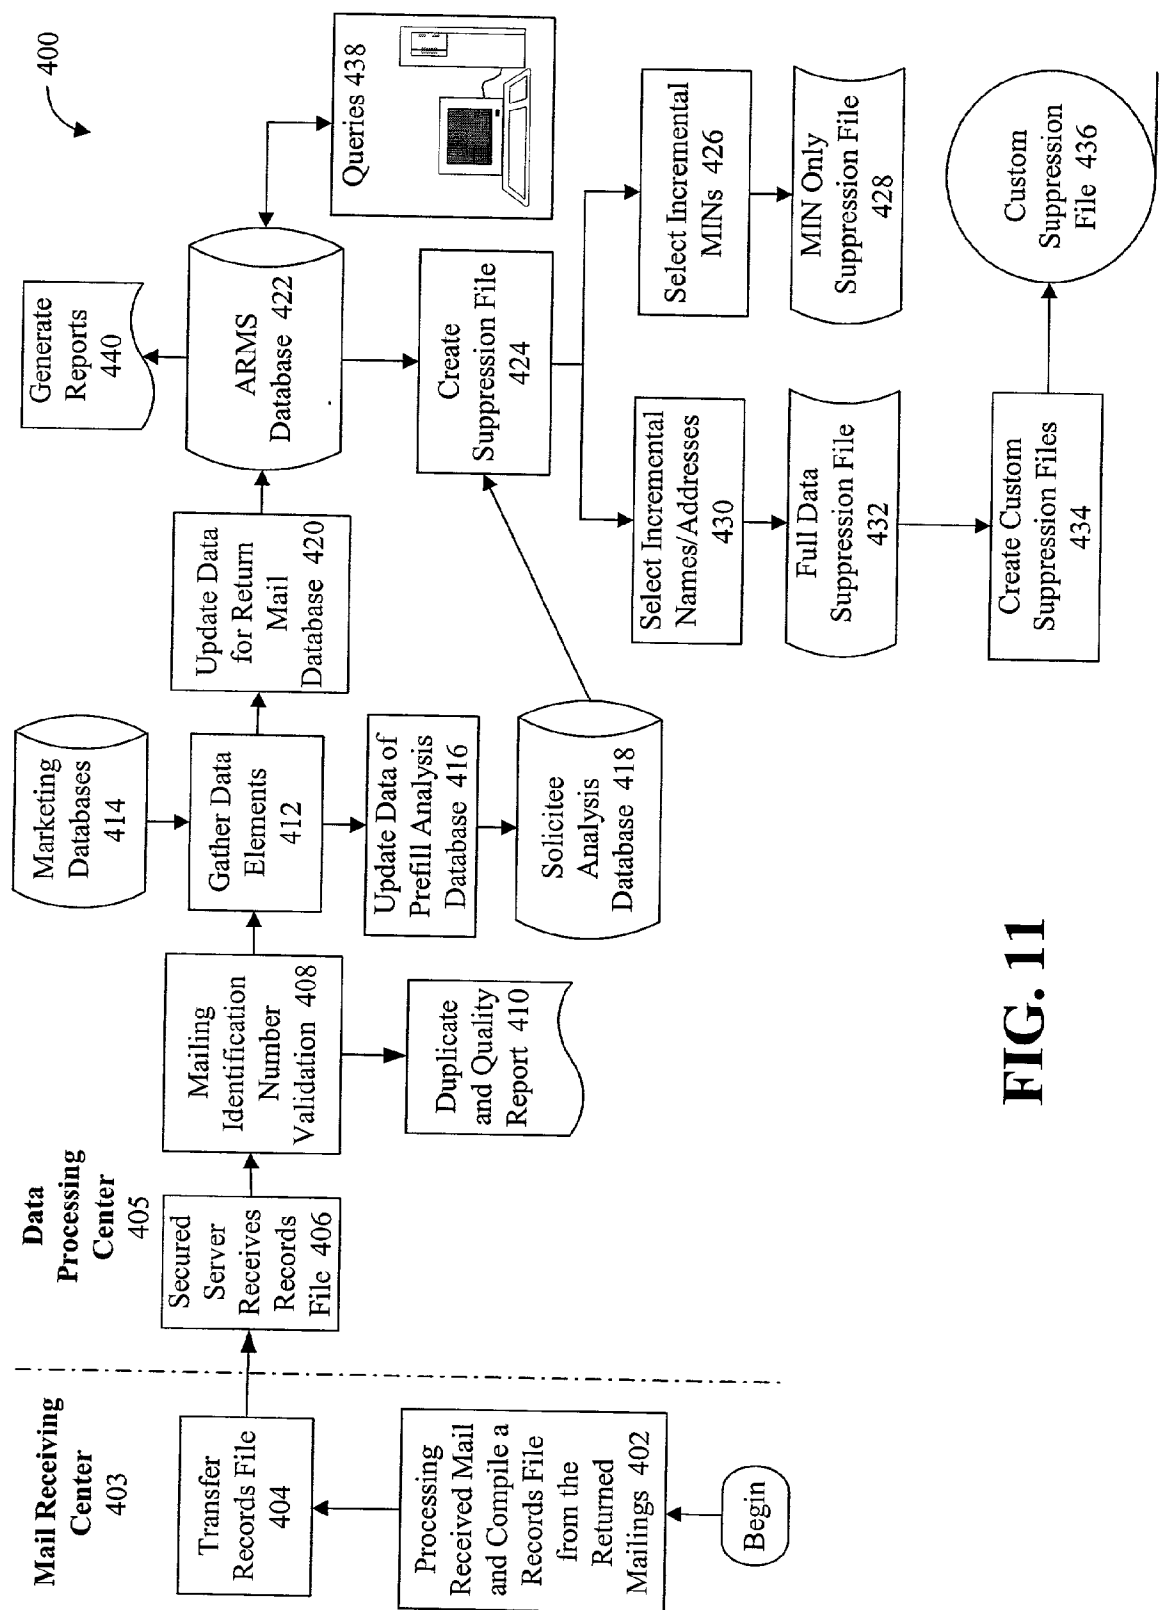 400
Mail Receiving
Center
403
Data
Processing
Center
405
Begin
Processing
Received Mail
and Compile a
Records File
from the
Returned
Mailings 402
Transfer
Records File
404
Secured
Server
Receives
Records
File 406
Mailing
Identification
Number
Validation 408
Duplicate
and Quality
Report 410
Marketing
Databases
414
Gather Data
Elements
412
Update Data of
Prefill Analysis
Database 416
Solicitee
Analysis
Database 418
Update Data
for Return
Mail
Database 420
Generate
Reports
440
ARMS
Database 422
Queries 438
Create
Suppression File
424
Select Incremental
Names/Addresses
430
Full Data
Suppression File
432
Create Custom
Suppression Files
434
Select Incremental
MINs 426
MIN Only
Suppression File
428
Custom
Suppression
File 436
FIG. 11